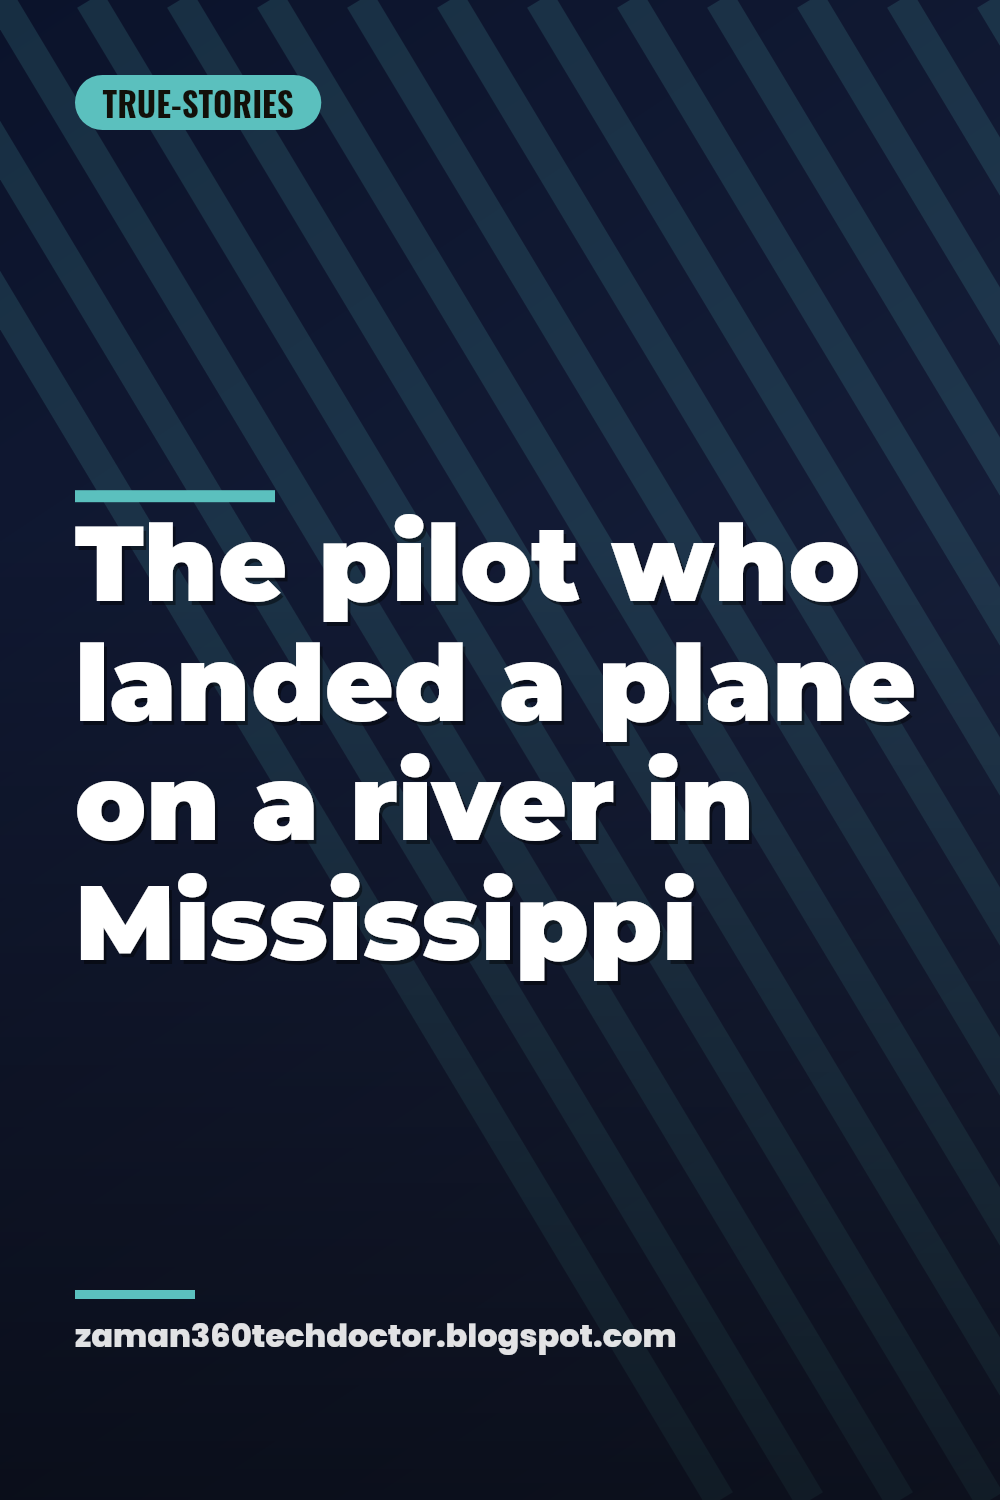 TRUE-STORIES
The pilot who
landed a plane
on a river in
Mississippi
zaman360techdoctor.blogspot.com